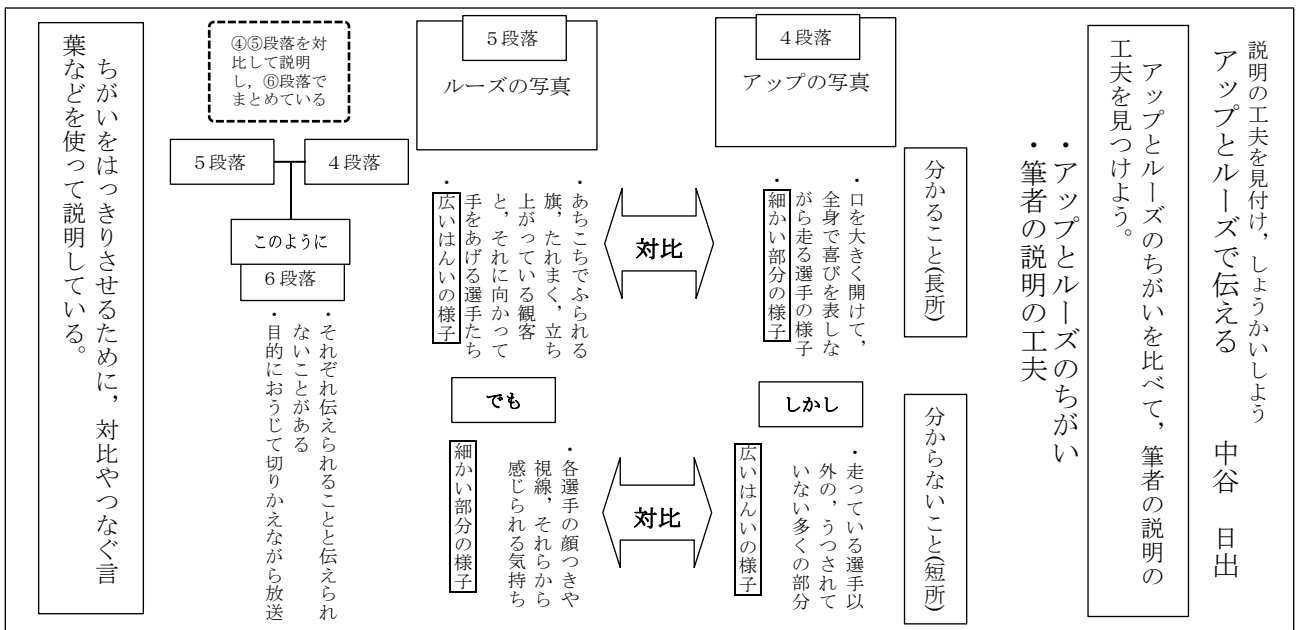 説明の工夫を見付け，しょうかいしよう
アップとルーズで伝える　　中谷　日出
アップとルーズのちがいを比べて，筆者の説明の
工夫を見つけよう。
・アップとルーズのちがい
・筆者の説明の工夫
分かること(長所)
分からないこと(短所)
４段落
アップの写真
・口を大きく開けて，
全身で喜びを表しな
がら走る選手の様子
・細かい部分の様子
しかし
・走っている選手以
外の，うつされて
いない多くの部分
広いはんいの様子
対比
対比
５段落
ルーズの写真
・あちこちでふられる
旗，たれまく，立ち
上がっている観客
と，それに向かって
手をあげる選手たち
・広いはんいの様子
でも
・各選手の顔つきや
視線，それらから
感じられる気持ち
細かい部分の様子
４段落
５段落
このように
６段落
・それぞれ伝えられることと伝えられ
ないことがある
・目的におうじて切りかえながら放送
④⑤段落を対
比して説明
し，⑥段落で
まとめている
ちがいをはっきりさせるために，対比やつなぐ言
葉などを使って説明している。